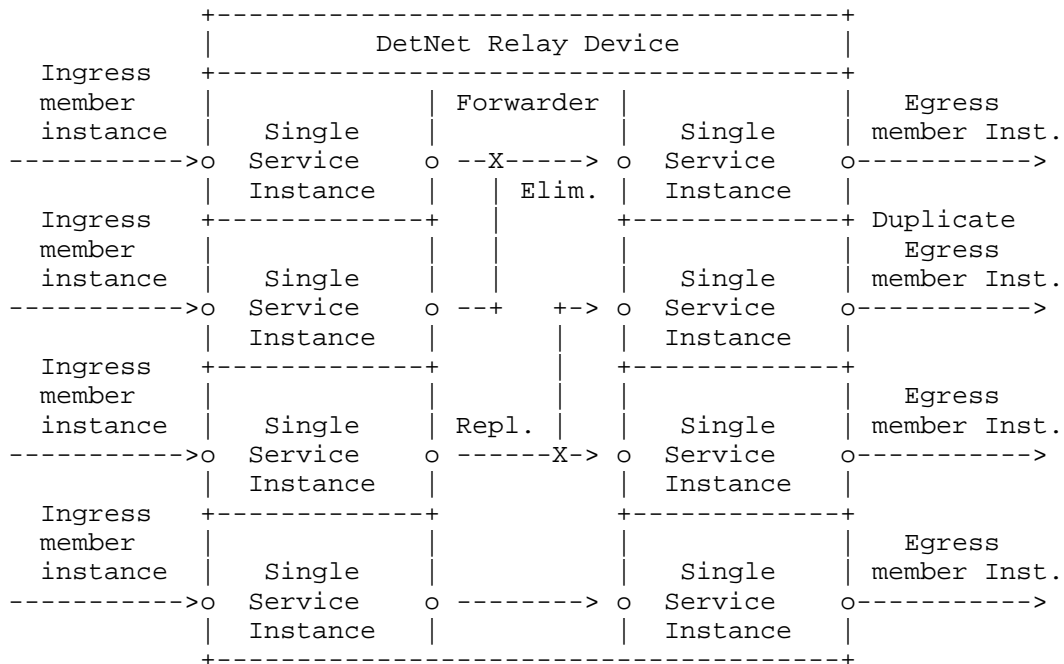 DetNet Relay Device
Ingress
member Forwarder Egress
instance Single Single member Inst.
Service --X-----> Service
Instance Elim. Instance
Ingress Duplicate
member Egress
instance Single Single member Inst.
Service Service
Instance Instance
Ingress
member Egress
instance Single Repl. Single member Inst.
Service ------X-> Service
Instance Instance
Ingress
member Egress
instance Single Single member Inst.
Service Service
Instance Instance